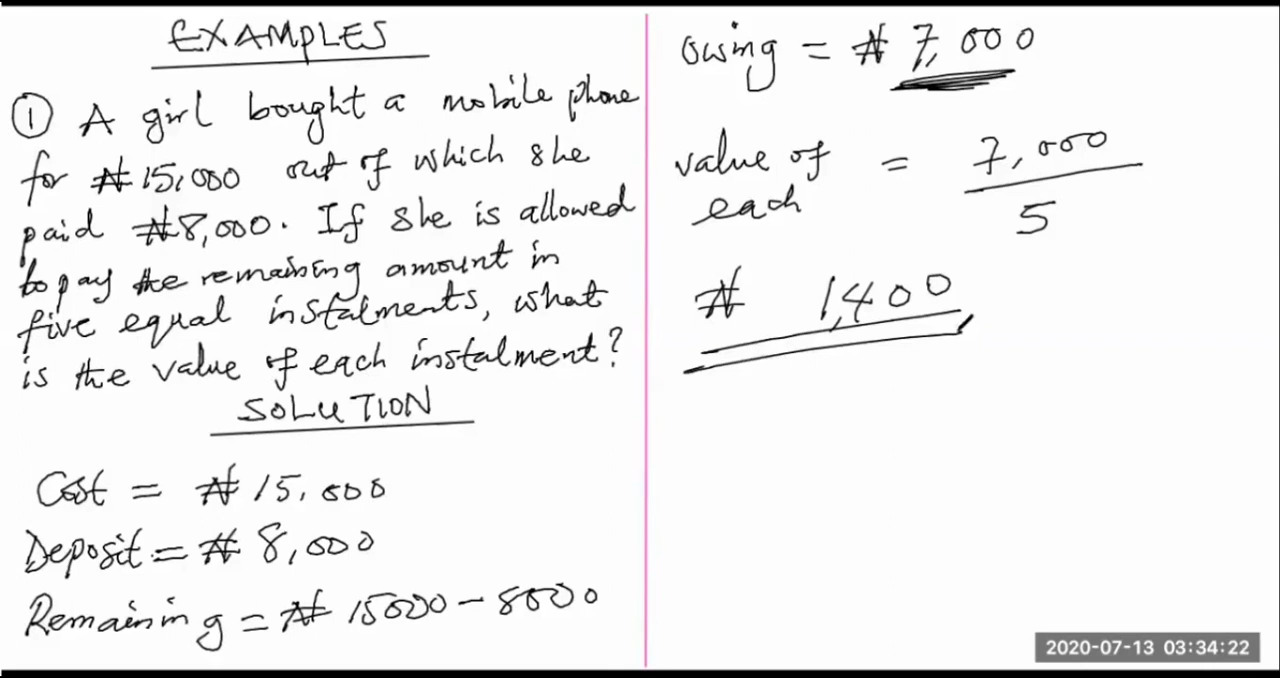 EXAMPLES
① A girl bought a mobile phone
for ₦15,000 out of which she
paid ₦8,000. If she is allowed
to pay the remaining amount in
five equal instalments, what
is the value of each instalment?
SOLUTION
Cost = ₦15,000
Deposit = ₦8,000
Remaining = ₦15000 - 8000
owing = ₦7,000
value of each = 7,000
5
₦ 1,400
2020-07-13 03:34:22